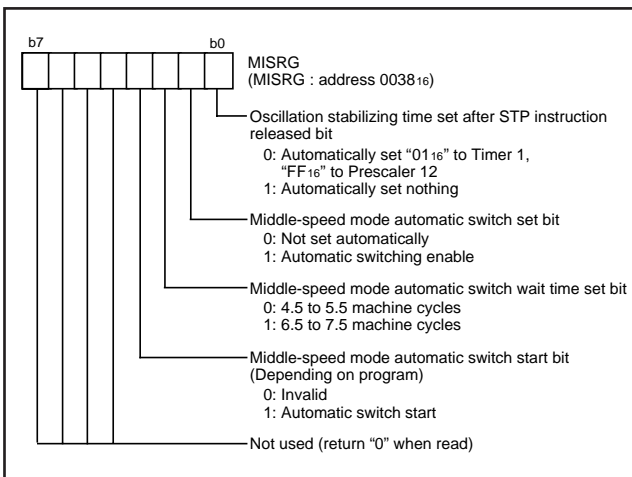 b7 b0
MISRG
(MISRG : address 003816)
Oscillation stabilizing time set after STP instruction
released bit
0: Automatically set “0116” to Timer 1,
“FF16” to Prescaler 12
1: Automatically set nothing
Middle-speed mode automatic switch set bit
0: Not set automatically
1: Automatic switching enable
Middle-speed mode automatic switch wait time set bit
0: 4.5 to 5.5 machine cycles
1: 6.5 to 7.5 machine cycles
Middle-speed mode automatic switch start bit
(Depending on program)
0: Invalid
1: Automatic switch start
Not used (return “0” when read)